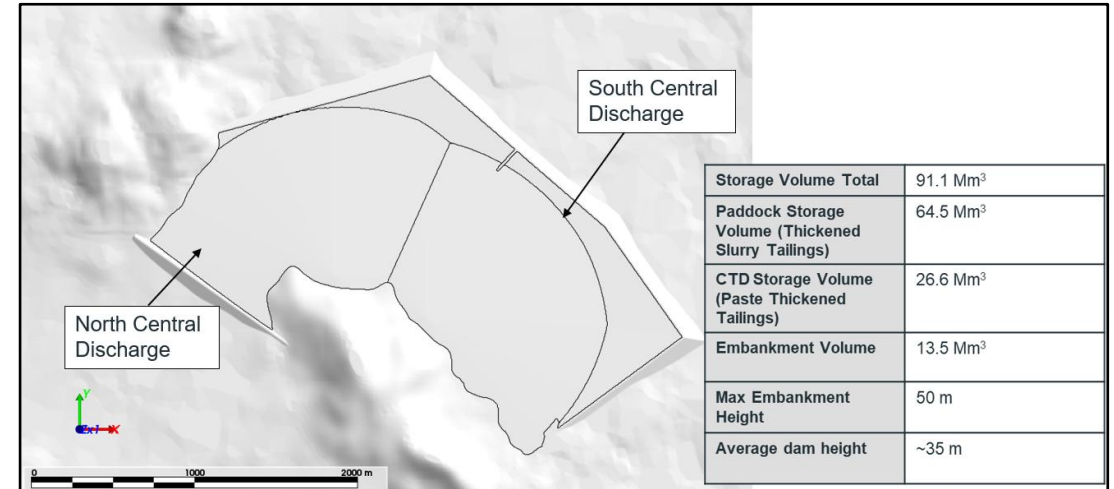 South Central
Discharge
North Central
Discharge
Y
X
0 1000 2000 m
Storage Volume Total 91.1 Mm³
Paddock Storage 64.5 Mm³
Volume (Thickened
Slurry Tailings)
CTD Storage Volume 26.6 Mm³
(Paste Thickened
Tailings)
Embankment Volume 13.5 Mm³
Max Embankment 50 m
Height
Average dam height ~35 m